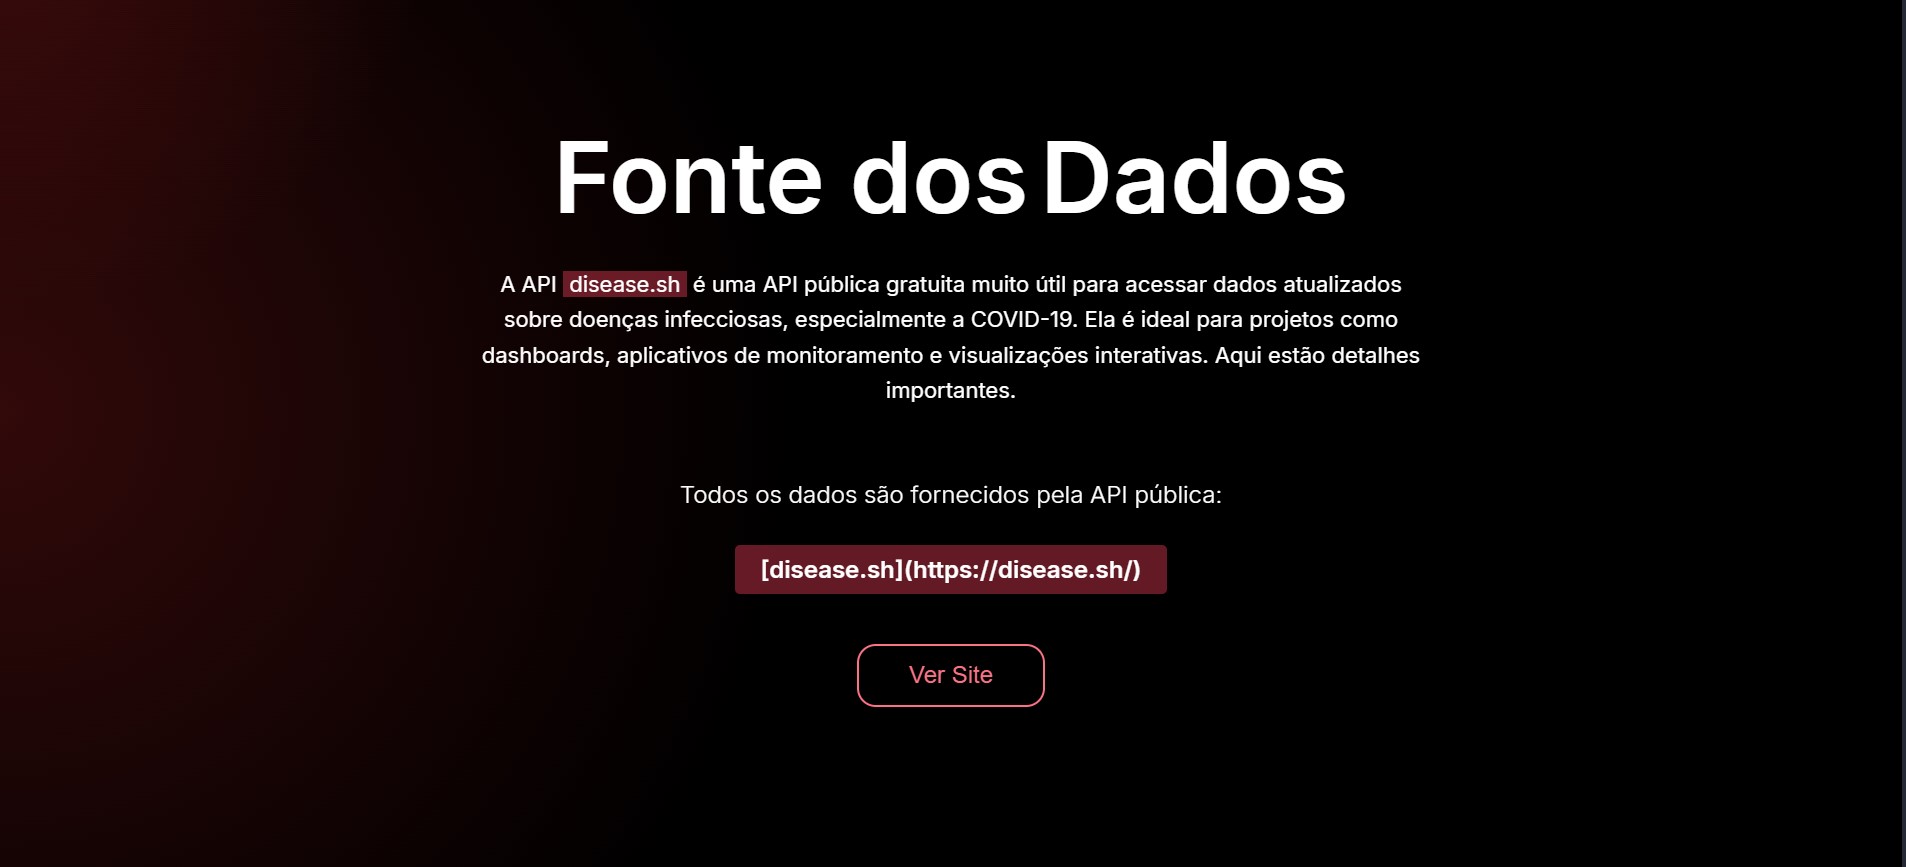 Fonte dos Dados
A API disease.sh é uma API pública gratuita muito útil para acessar dados atualizados
sobre doenças infecciosas, especialmente a COVID-19. Ela é ideal para projetos como
dashboards, aplicativos de monitoramento e visualizações interativas. Aqui estão detalhes
importantes.
Todos os dados são fornecidos pela API pública:
[disease.sh](https://disease.sh/)
Ver Site